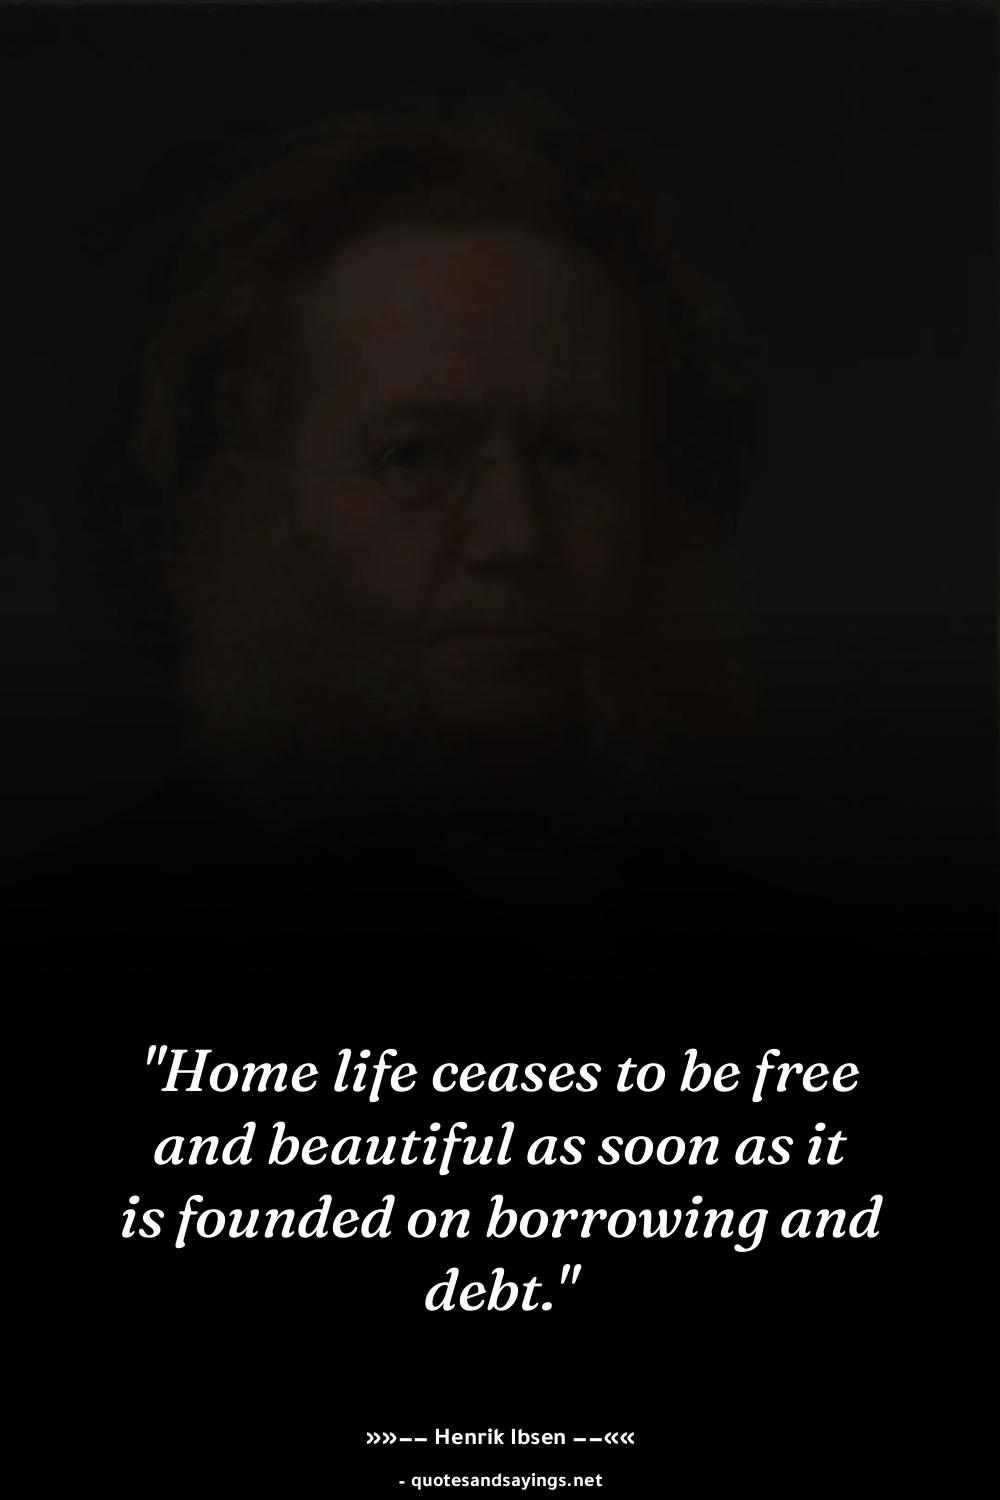 "Home life ceases to be free
and beautiful as soon as it
is founded on borrowing and
debt."
»»−− Henrik Ibsen −−««
- quotesandsayings.net